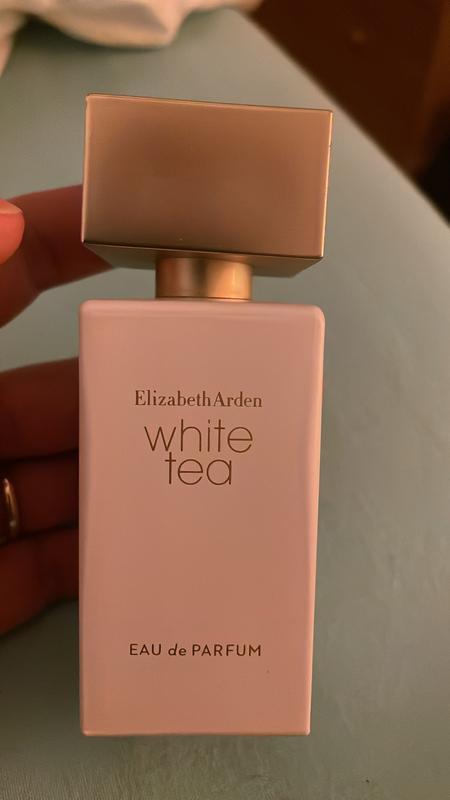 ElizabethArden
white
tea
EAU de PARFUM